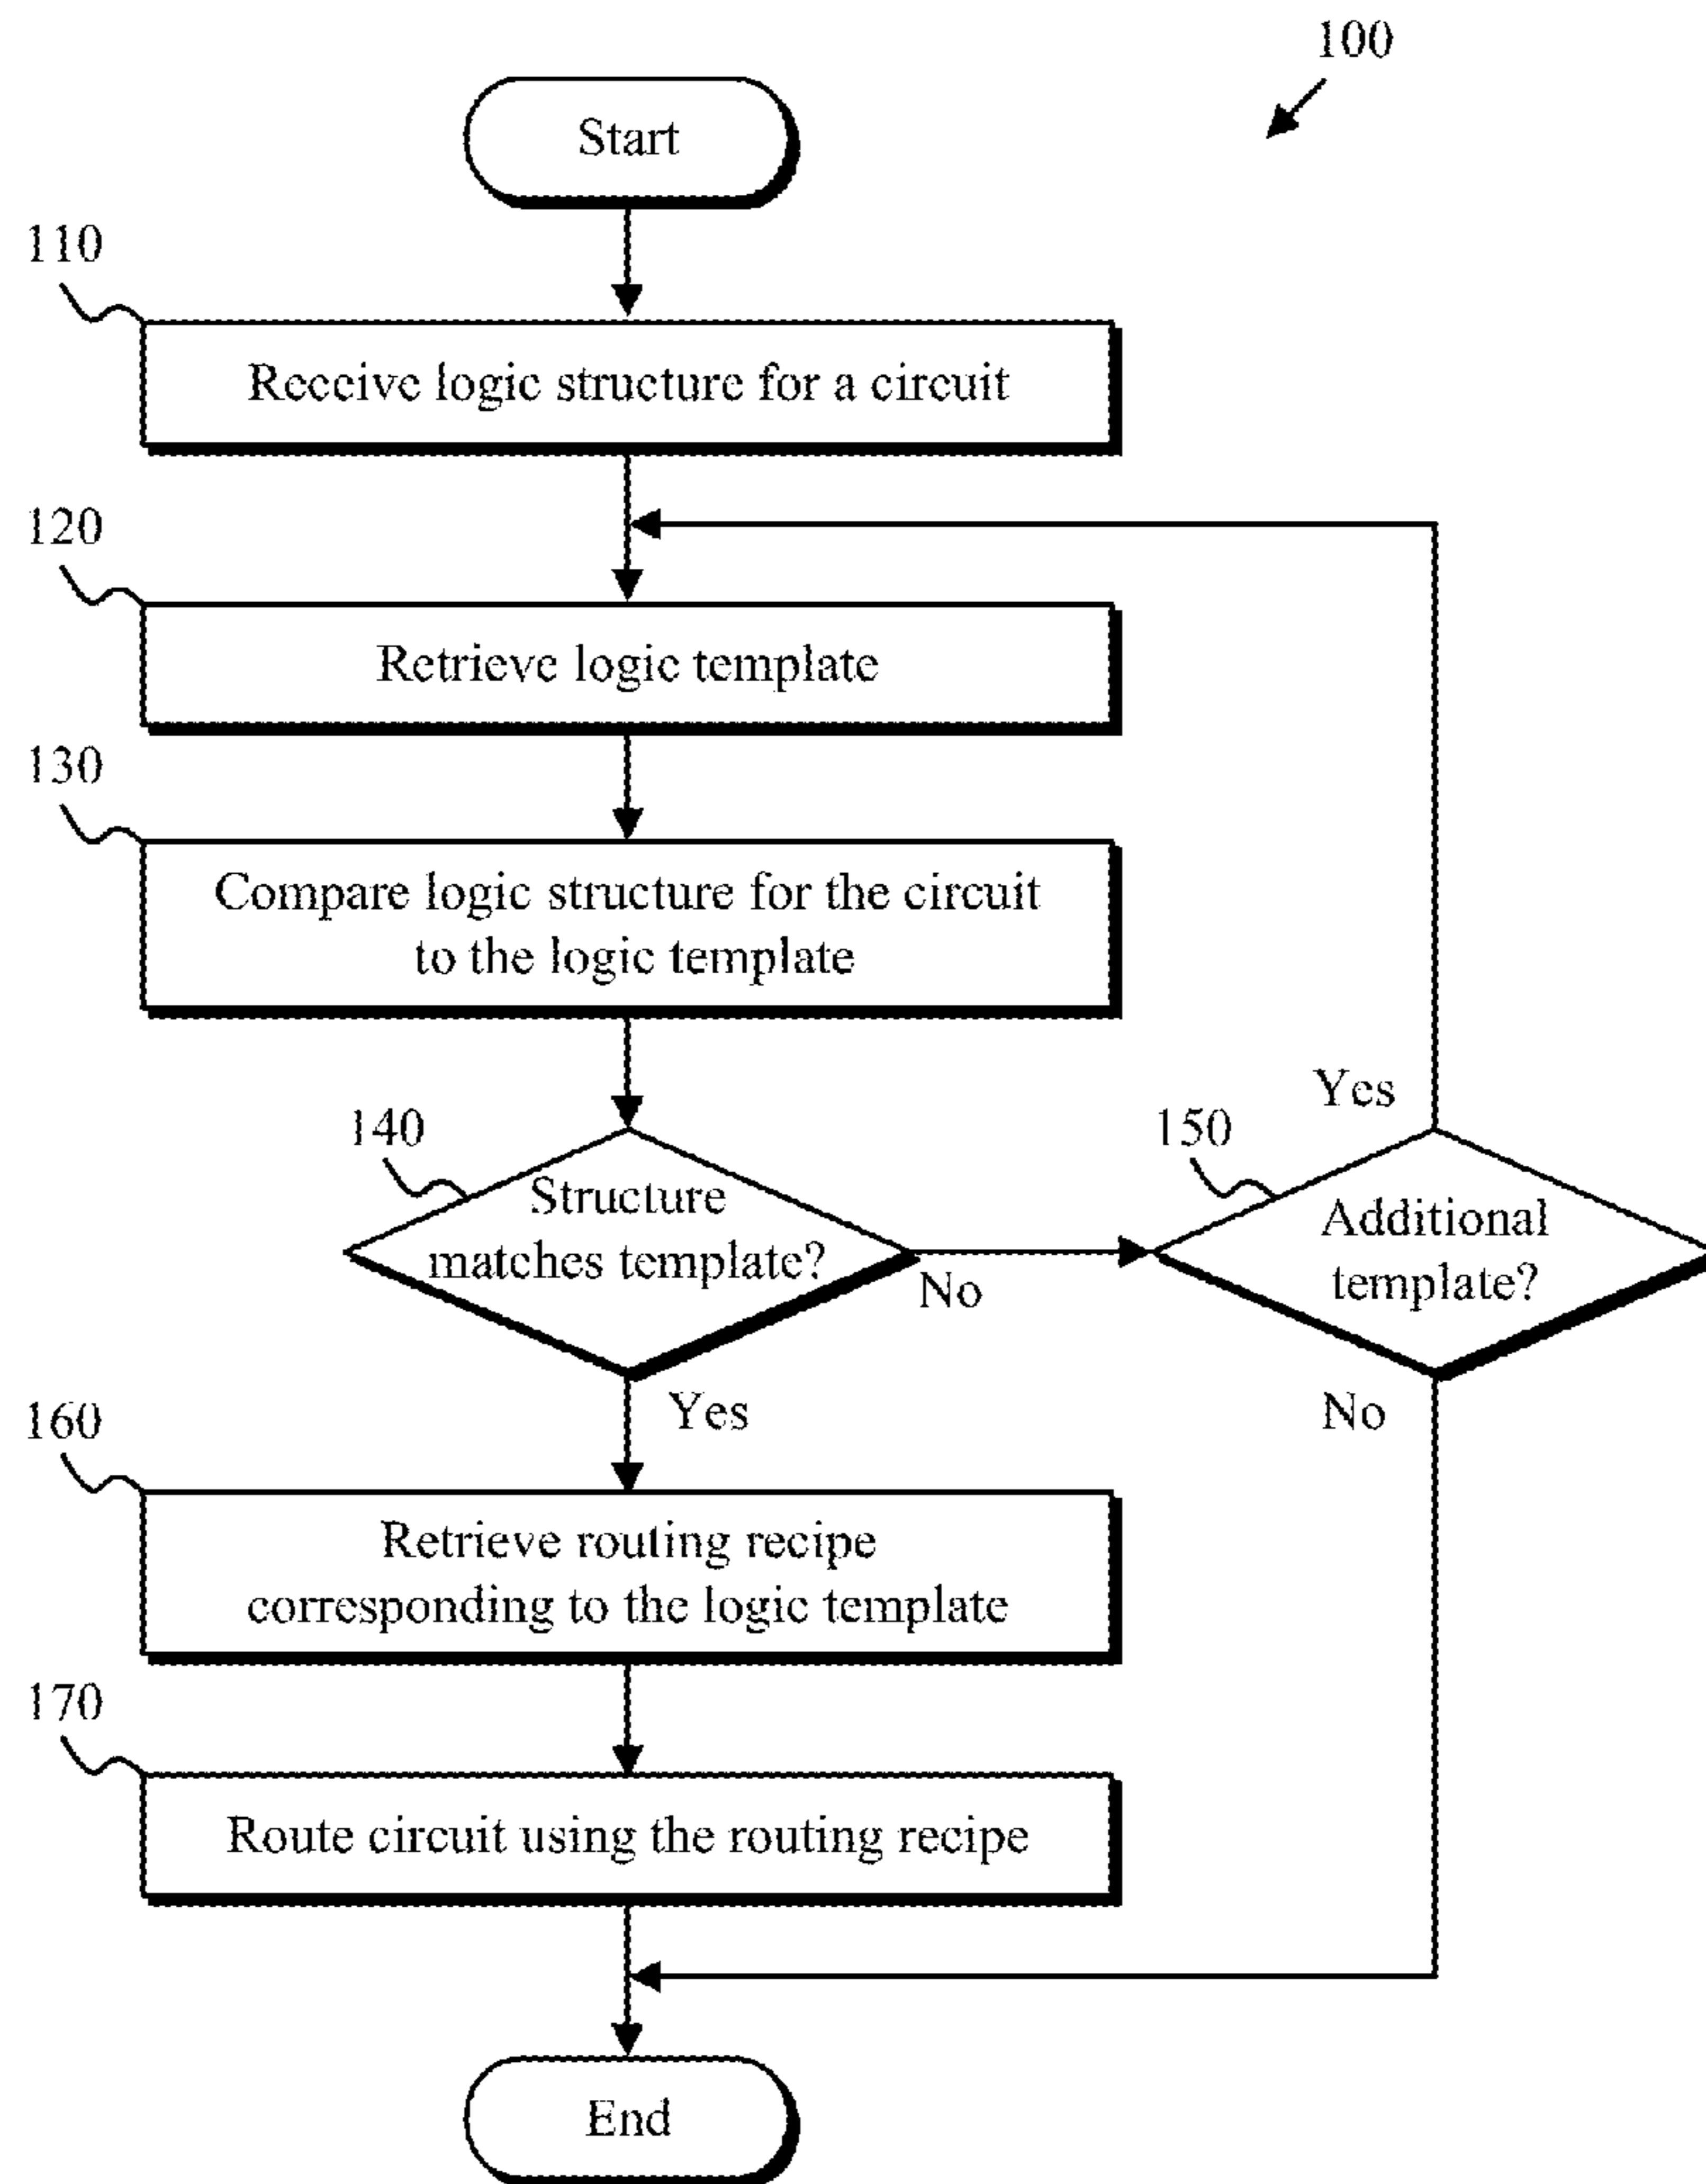 100
Start
110
Receive logic structure for a circuit
120
Retrieve logic template
130
Compare logic structure for the circuit
to the logic template
140
Structure
matches template?
No
Yes
150
Additional
template?
Yes
No
160
Retrieve routing recipe
corresponding to the logic template
170
Route circuit using the routing recipe
End